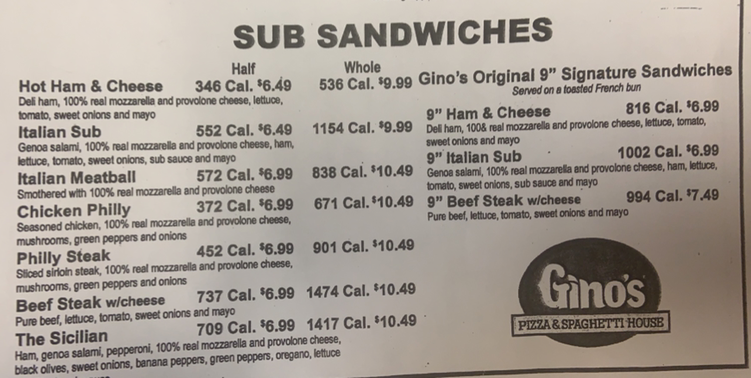 SUB SANDWICHES
Half Whole
Hot Ham & Cheese 346 Cal. $6.49 536 Cal. $9.99
Deli ham, 100% real mozzarella and provolone cheese, lettuce,
tomato, sweet onions and mayo
Italian Sub 552 Cal. $6.49 1154 Cal. $9.99
Genoa salami, 100% real mozzarella and provolone cheese, ham,
lettuce, tomato, sweet onions, sub sauce and mayo
Italian Meatball 572 Cal. $6.99 838 Cal. $10.49
Smothered with 100% real mozzarella and provolone cheese
Chicken Philly 372 Cal. $6.99 671 Cal. $10.49
Seasoned chicken, 100% real mozzarella and provolone cheese,
mushrooms, green peppers and onions
Philly Steak 452 Cal. $6.99 901 Cal. $10.49
Sliced sirloin steak, 100% real mozzarella and provolone cheese,
mushrooms, green peppers and onions
Beef Steak w/cheese 737 Cal. $6.99 1474 Cal. $10.49
Pure beef, lettuce, tomato, sweet onions and mayo
The Sicilian 709 Cal. $6.99 1417 Cal. $10.49
Ham, genoa salami, pepperoni, 100% real mozzarella and provolone cheese,
black olives, sweet onions, banana peppers, green peppers, oregano, lettuce
Gino's Original 9" Signature Sandwiches
Served on a toasted French bun
9" Ham & Cheese 816 Cal. $6.99
Deli ham, 100& real mozzarella and provolone cheese, lettuce, tomato,
sweet onions and mayo
9" Italian Sub 1002 Cal. $6.99
Genoa salami, 100% real mozzarella and provolone cheese, ham, lettuce,
tomato, sweet onions, sub sauce and mayo
9" Beef Steak w/cheese 994 Cal. $7.49
Pure beef, lettuce, tomato, sweet onions and mayo
Gino's
PIZZA & SPAGHETTI HOUSE